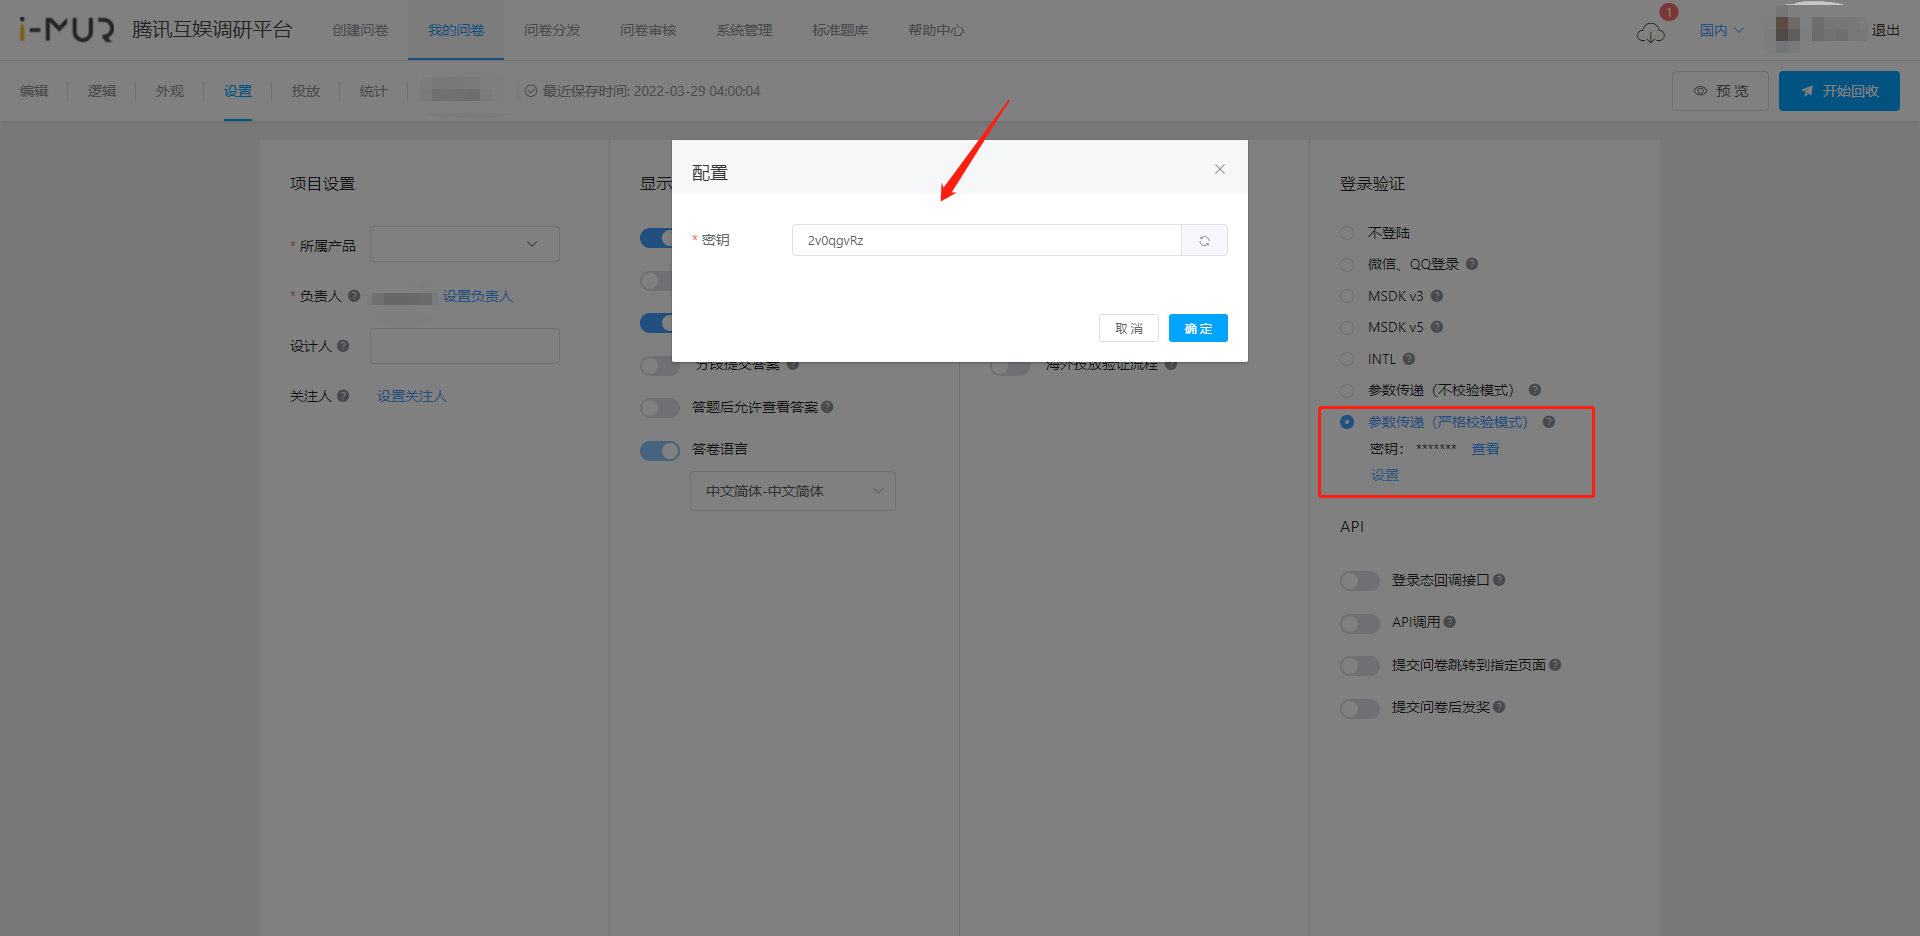 i-MUR 腾讯互娱调研平台 创建问卷 我的问卷 问卷分发 问卷审核 系统管理 标准题库 帮助中心 1 国内 退出
编辑 逻辑 外观 设置 投放 统计 最近保存时间: 2022-03-29 04:00:04 预 览 开始回收
配置
* 密钥 2v0qgvRz
取 消 确 定
项目设置
* 所属产品
* 负责人 设置负责人
设计人
关注人 设置关注人
显示
分段提交答案
答题后允许查看答案
答卷语言
中文简体-中文简体
海外投放验证流程
登录验证
不登陆
微信、QQ登录
MSDK v3
MSDK v5
INTL
参数传递（不校验模式）
参数传递（严格校验模式）
密钥： ******* 查看
设置
API
登录态回调接口
API调用
提交问卷跳转到指定页面
提交问卷后发奖